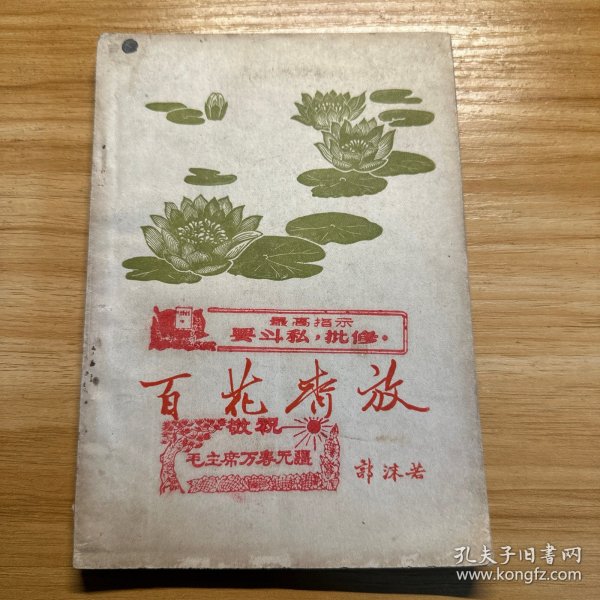 最高指示
要斗私，批修。
百花齐放
敬祝
毛主席万寿无疆
郭沫若
孔夫子旧书网
www.kongfz.com